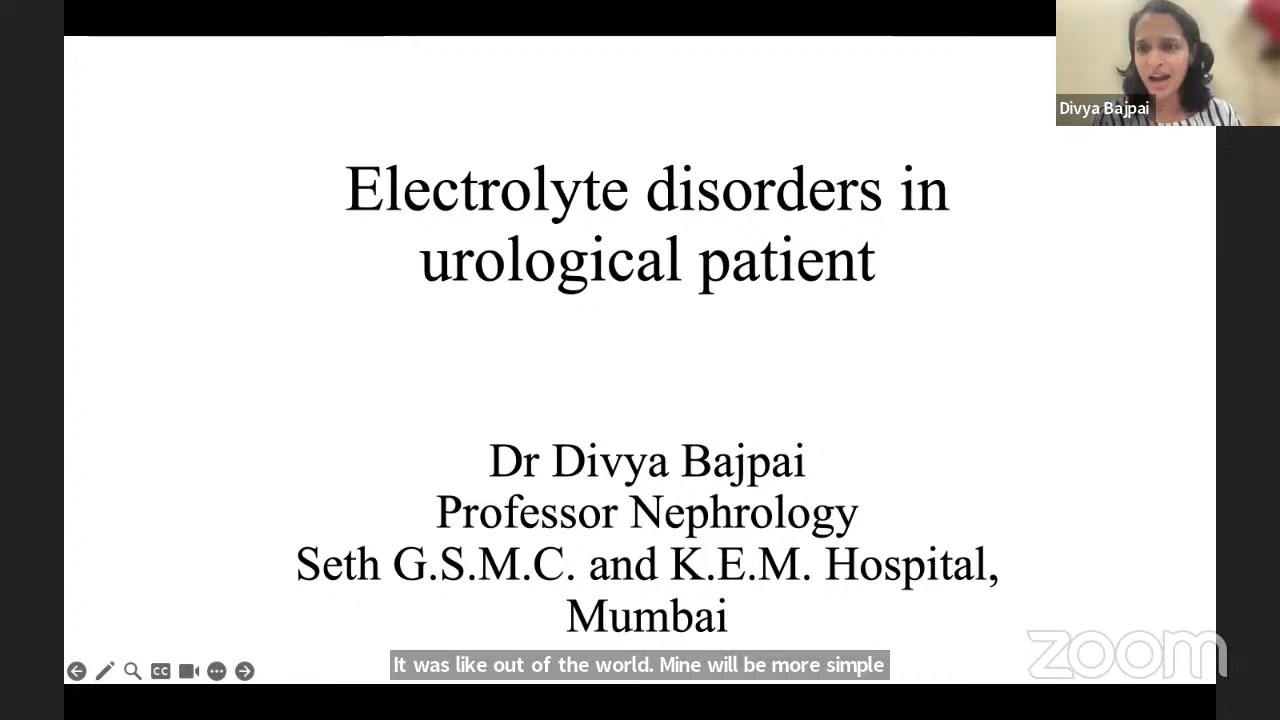 Divya Bajpai
Electrolyte disorders in
urological patient
Dr Divya Bajpai
Professor Nephrology
Seth G.S.M.C. and K.E.M. Hospital,
Mumbai
It was like out of the world. Mine will be more simple
CC
zoom